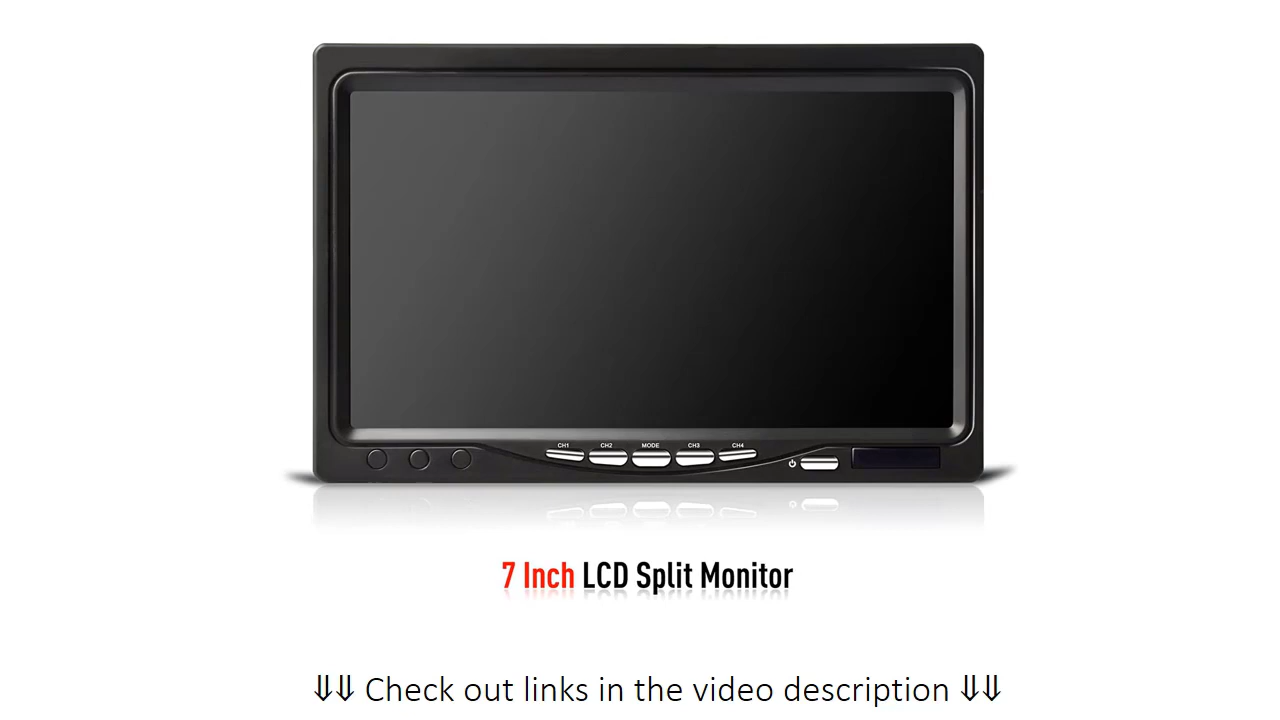 CH1 CH2 MODE CH3 CH4
7 Inch LCD Split Monitor
⇓⇓ Check out links in the video description ⇓⇓